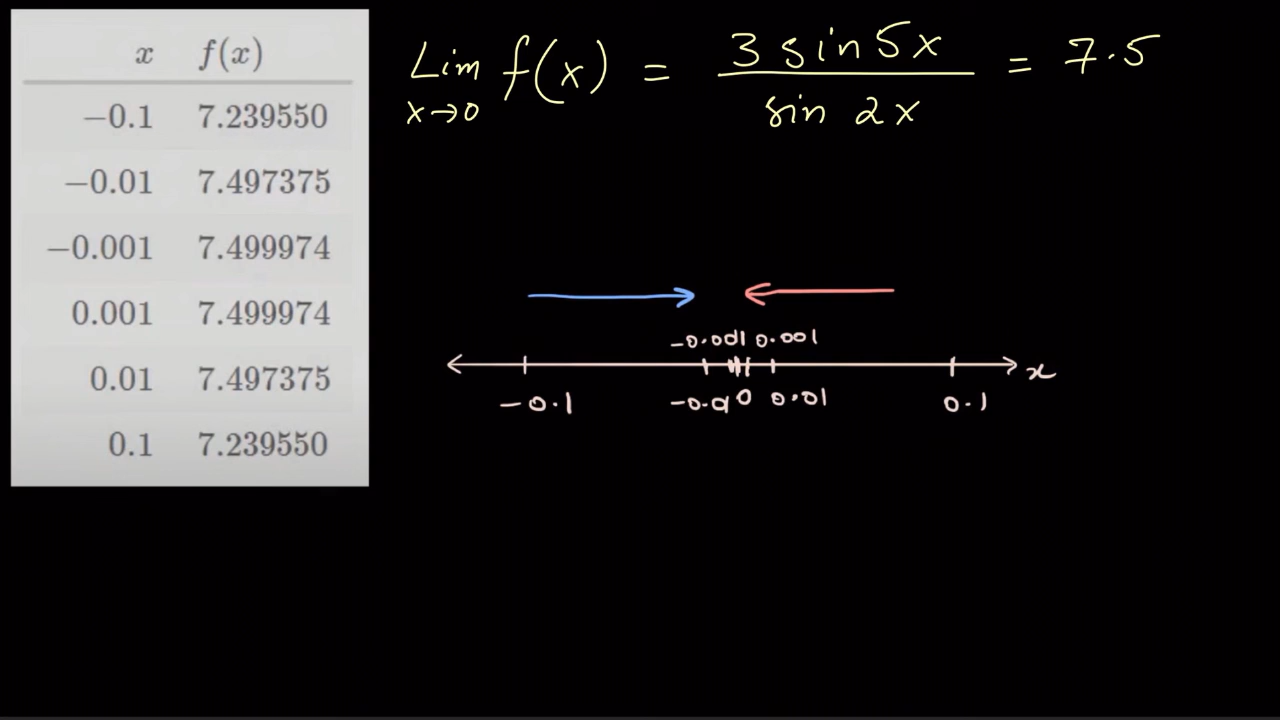 x f(x)
−0.1 7.239550
−0.01 7.497375
−0.001 7.499974
0.001 7.499974
0.01 7.497375
0.1 7.239550
Lim x→0 f(x) = 3 sin 5x / sin 2x = 7.5
-0.001 0.001
x
-0.1 -0.01 0 0.01 0.1